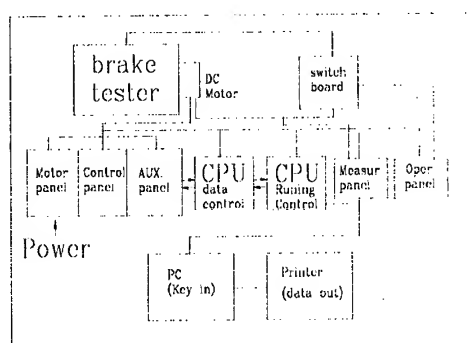 brake
tester
DC
Motor
switch
board
Motor
panel
Control
panel
AUX.
panel
CPU
data
control
CPU
Runing
Control
Measur
panel
Oper
panel
Power
PC
(Key in)
Printer
(data out)